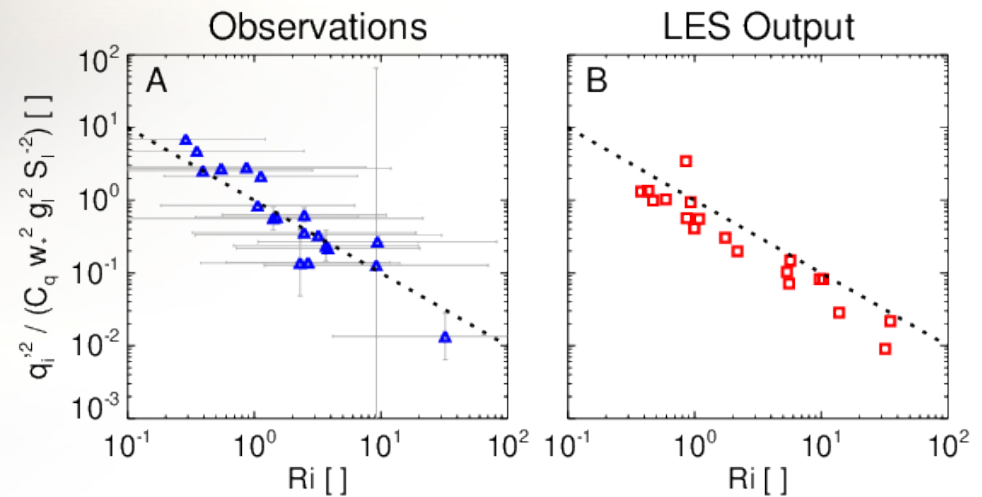 Observations
LES Output
A
B
q_i'^2 / (C_q w_*^2 g_l^2 S_l^-2) [ ]
10^2
10^1
10^0
10^-1
10^-2
10^-3
10^-1 10^0 10^1 10^2
10^-1 10^0 10^1 10^2
Ri [ ]
Ri [ ]